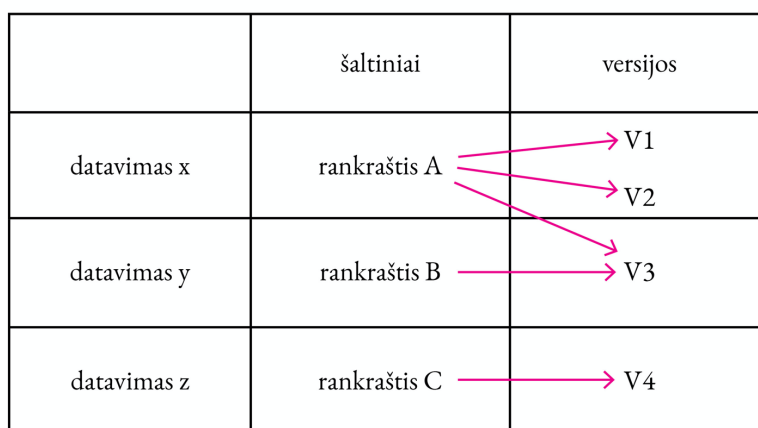 šaltiniai versijos
datavimas x rankraštis A V1
V2
datavimas y rankraštis B V3
datavimas z rankraštis C V4